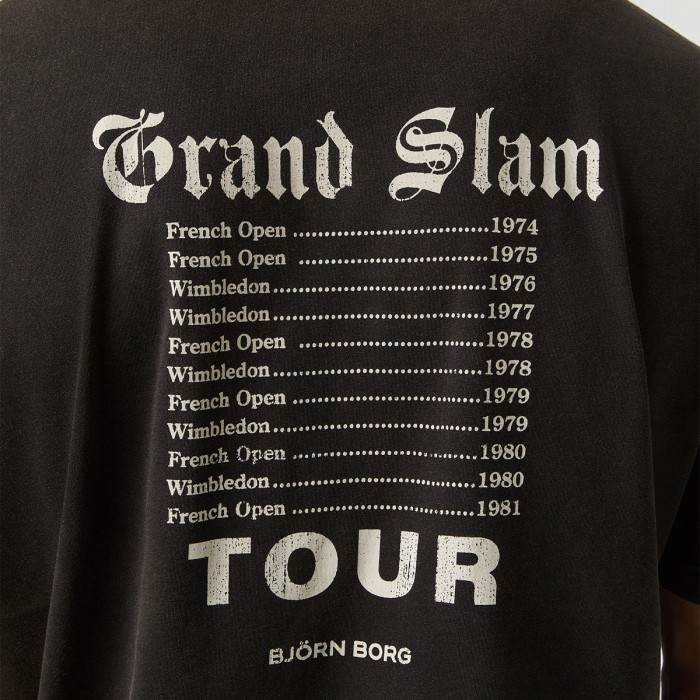 Grand Slam
French Open ........................................1974
French Open ........................................1975
Wimbledon............................................1976
Wimbledon............................................1977
French Open ........................................1978
Wimbledon............................................1978
French Open ........................................1979
Wimbledon............................................1979
French Open ........................................1980
Wimbledon............................................1980
French Open ........................................1981
TOUR
BJÖRN BORG